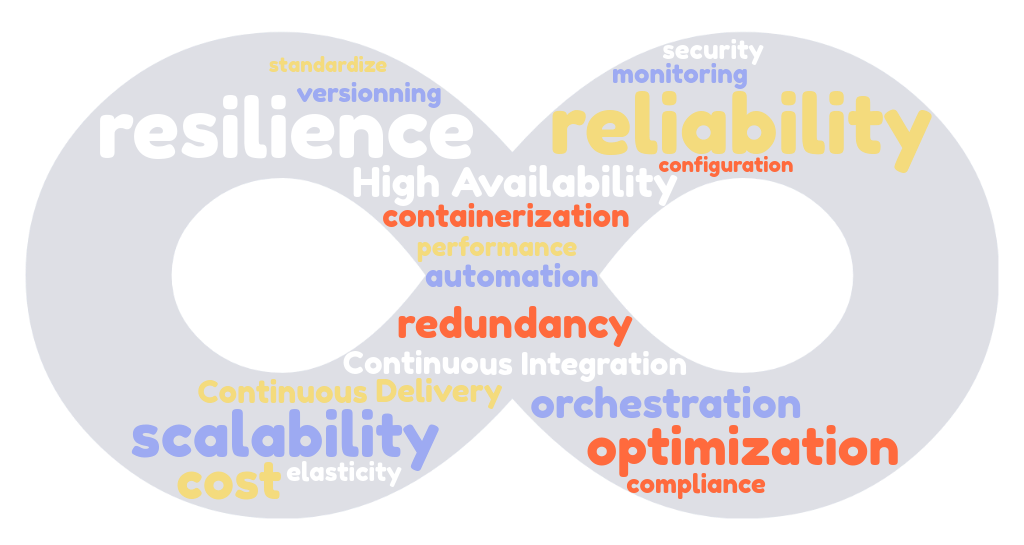 standardize
versionning
resilience
security
monitoring
reliability
configuration
High Availability
containerization
performance
automation
redundancy
Continuous Integration
Continuous Delivery
scalability
cost
elasticity
orchestration
optimization
compliance